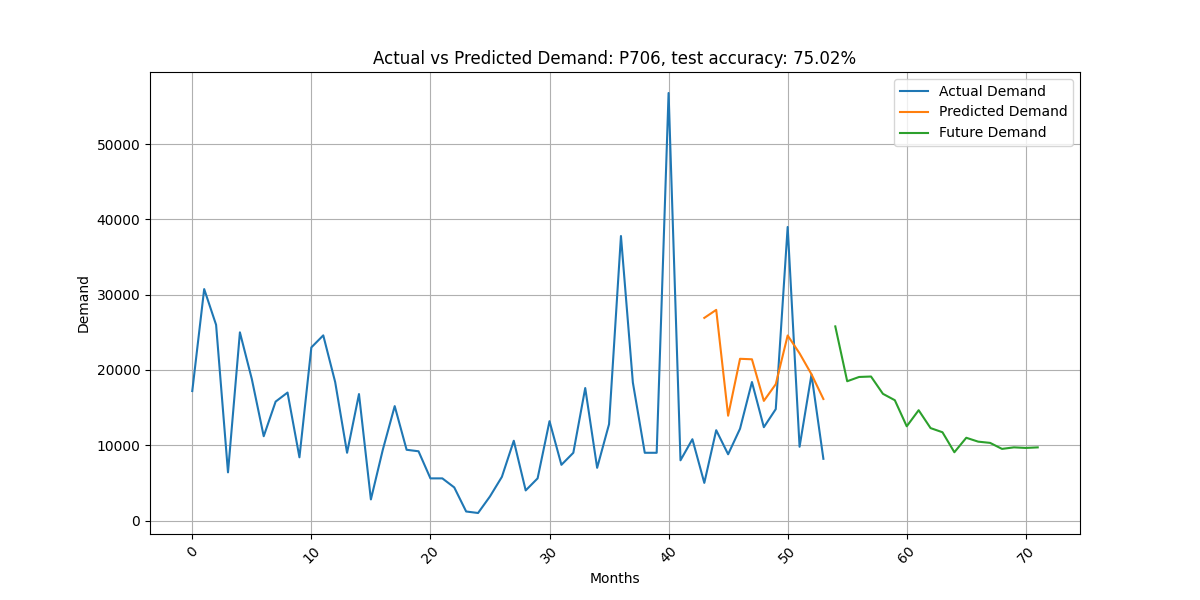 Actual vs Predicted Demand: P706, test accuracy: 75.02%
Actual Demand
Predicted Demand
Future Demand
50000
40000
30000
20000
10000
0
Demand
0 10 20 30 40 50 60 70
Months